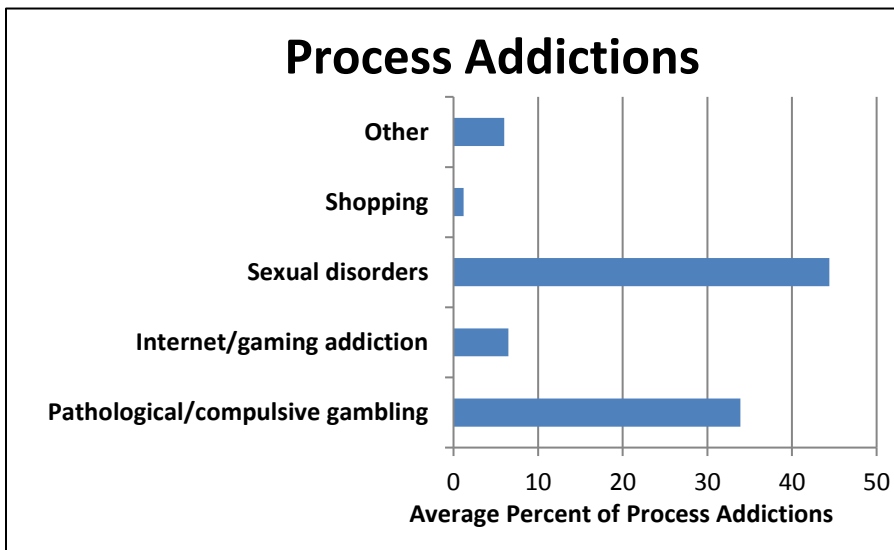 Process Addictions
Other
Shopping
Sexual disorders
Internet/gaming addiction
Pathological/compulsive gambling
0 10 20 30 40 50
Average Percent of Process Addictions